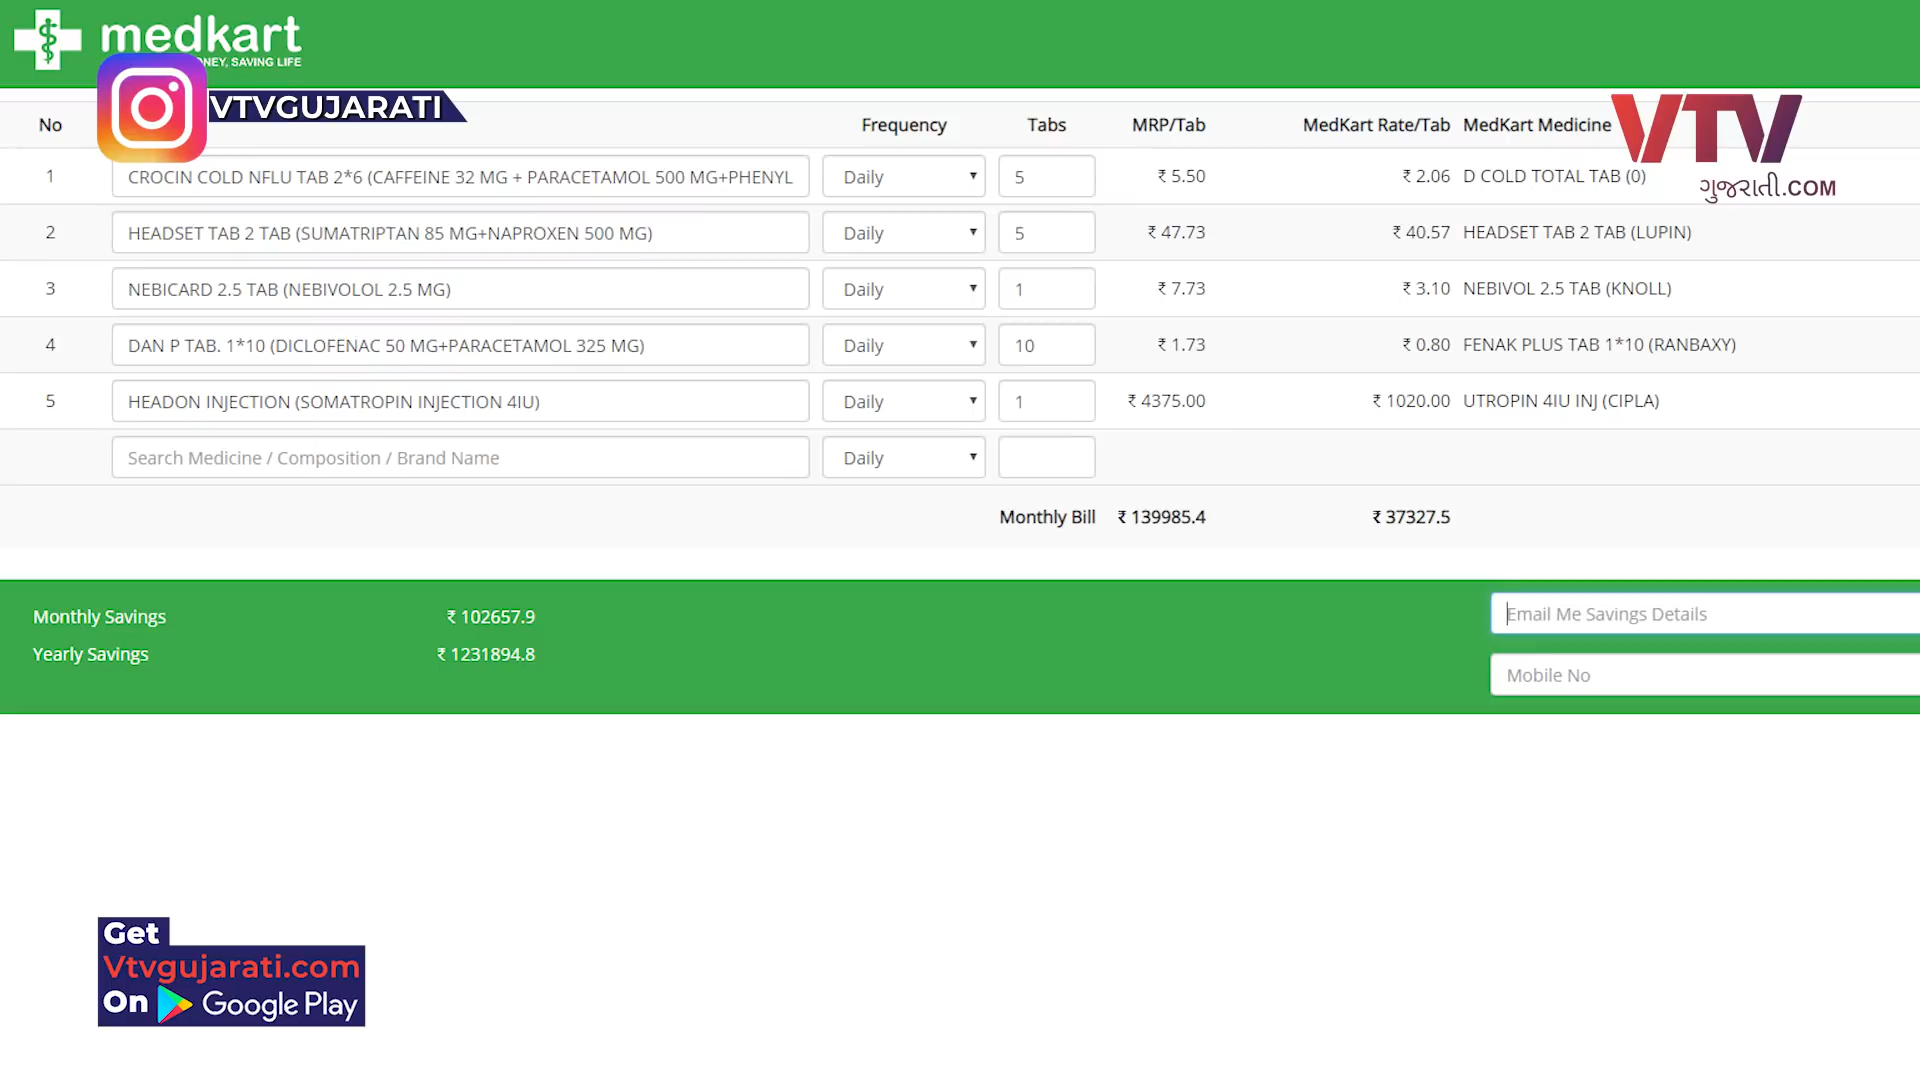 medkart
ONEY, SAVING LIFE
VTVGUJARATI
VTV
ગુજરાતી.COM
No Frequency Tabs MRP/Tab MedKart Rate/Tab MedKart Medicine
1 CROCIN COLD NFLU TAB 2*6 (CAFFEINE 32 MG + PARACETAMOL 500 MG+PHENYL Daily 5 ₹ 5.50 ₹ 2.06 D COLD TOTAL TAB (0)
2 HEADSET TAB 2 TAB (SUMATRIPTAN 85 MG+NAPROXEN 500 MG) Daily 5 ₹ 47.73 ₹ 40.57 HEADSET TAB 2 TAB (LUPIN)
3 NEBICARD 2.5 TAB (NEBIVOLOL 2.5 MG) Daily 1 ₹ 7.73 ₹ 3.10 NEBIVOL 2.5 TAB (KNOLL)
4 DAN P TAB. 1*10 (DICLOFENAC 50 MG+PARACETAMOL 325 MG) Daily 10 ₹ 1.73 ₹ 0.80 FENAK PLUS TAB 1*10 (RANBAXY)
5 HEADON INJECTION (SOMATROPIN INJECTION 4IU) Daily 1 ₹ 4375.00 ₹ 1020.00 UTROPIN 4IU INJ (CIPLA)
Search Medicine / Composition / Brand Name Daily
Monthly Bill ₹ 139985.4 ₹ 37327.5
Monthly Savings ₹ 102657.9
Yearly Savings ₹ 1231894.8
Email Me Savings Details
Mobile No
Get
Vtvgujarati.com
On Google Play